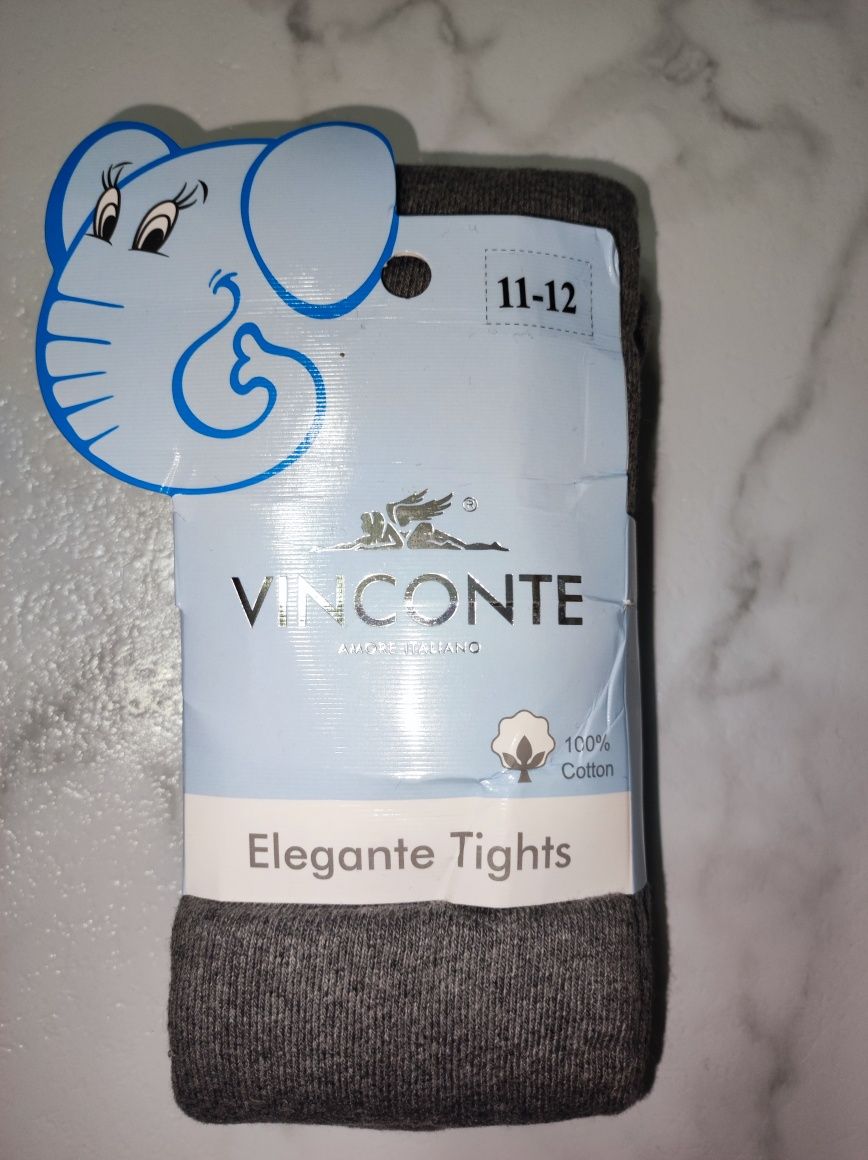 11-12
®
VINCONTE
AMORE ITALIANO
100%
Cotton
Elegante Tights